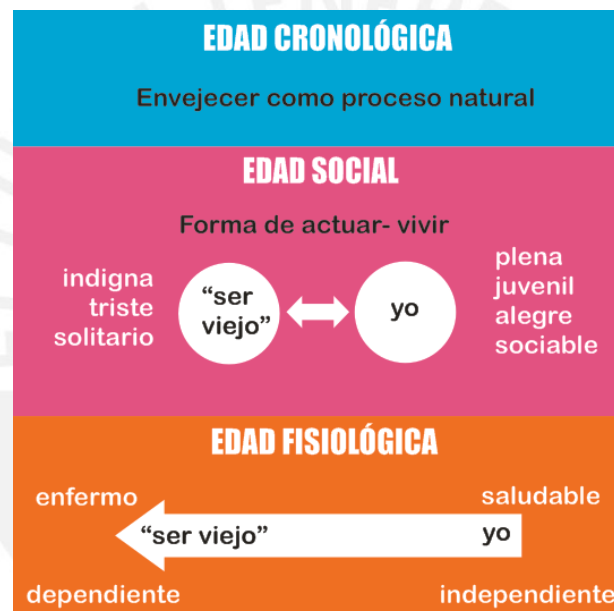 EDAD CRONOLÓGICA
Envejecer como proceso natural
EDAD SOCIAL
Forma de actuar- vivir
indigna
triste
solitario
“ser
viejo”
yo
plena
juvenil
alegre
sociable
EDAD FISIOLÓGICA
enfermo
saludable
“ser viejo”
yo
dependiente
independiente